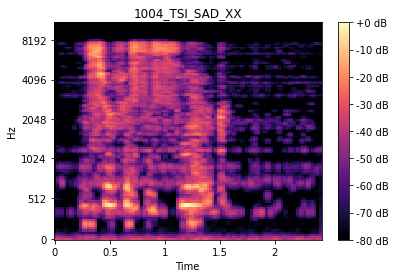 1004_TSI_SAD_XX
8192
4096
2048
1024
512
0
Hz
0
0.5
1
1.5
2
Time
+0 dB
-10 dB
-20 dB
-30 dB
-40 dB
-50 dB
-60 dB
-70 dB
-80 dB